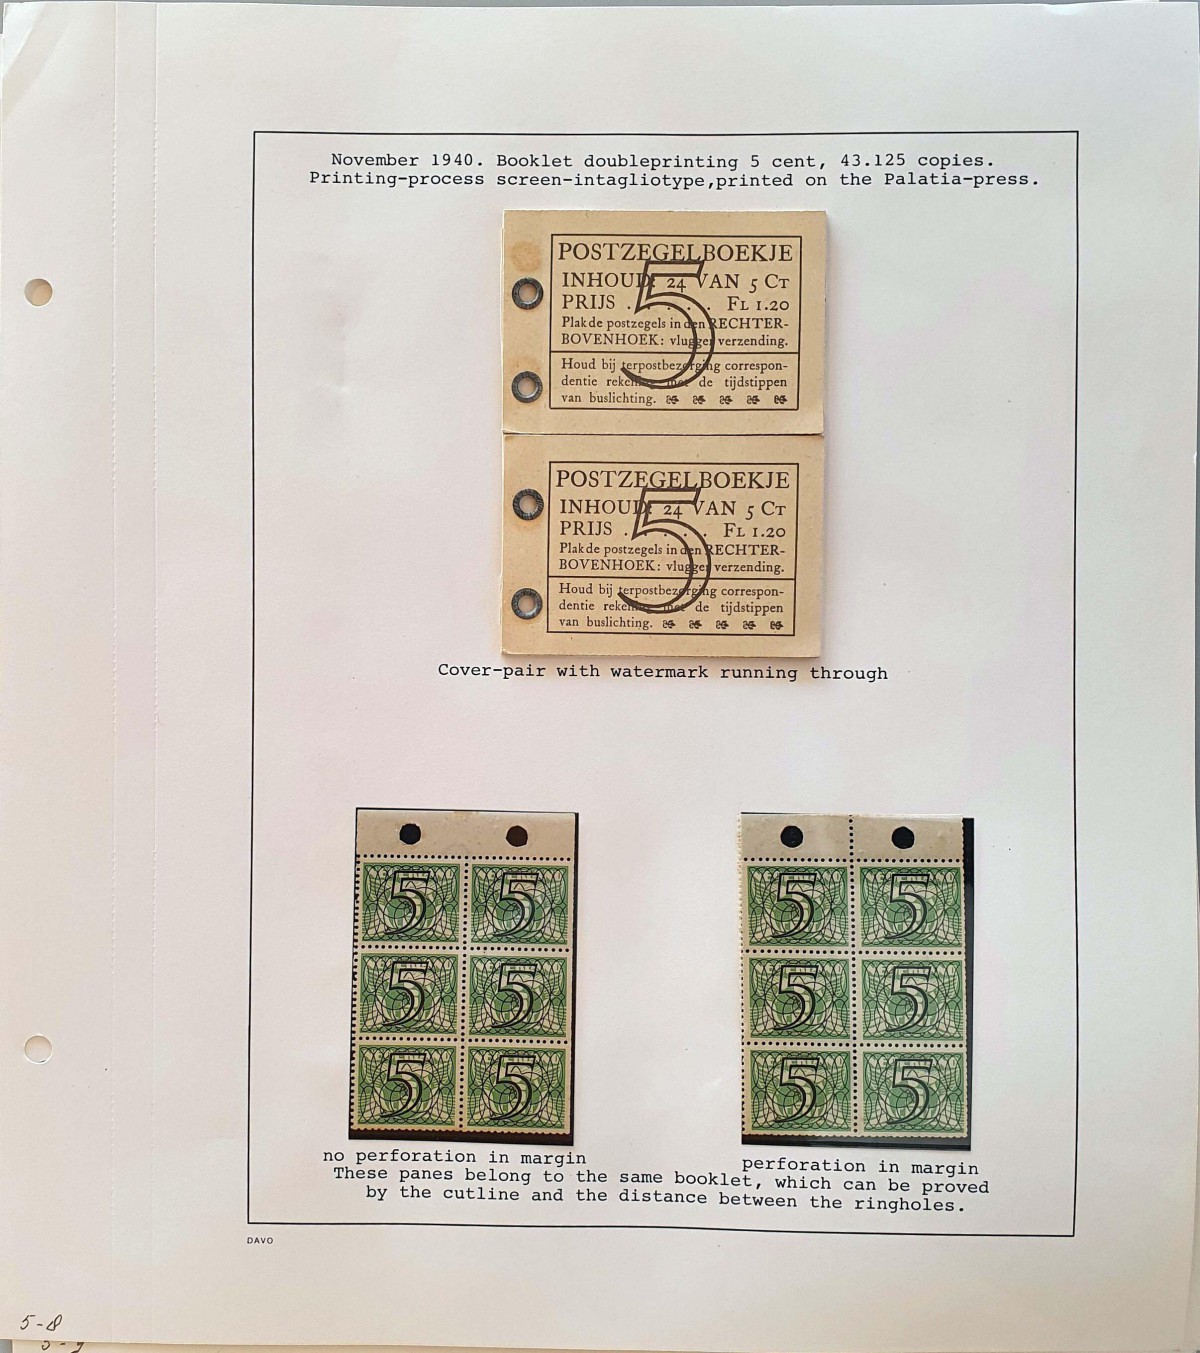 November 1940. Booklet doubleprinting 5 cent, 43.125 copies.
Printing-process screen-intagliotype,printed on the Palatia-press.
POSTZEGELBOEKJE
INHOUD: 24 VAN 5 CT
PRIJS . . . . . FL 1.20
Plak de postzegels in den RECHTER-
BOVENHOEK: vlugger verzending.
Houd bij terpostbezorging correspon-
dentie rekening met de tijdstippen
van buslichting.
5
POSTZEGELBOEKJE
INHOUD: 24 VAN 5 CT
PRIJS . . . . . FL 1.20
Plak de postzegels in den RECHTER-
BOVENHOEK: vlugger verzending.
Houd bij terpostbezorging correspon-
dentie rekening met de tijdstippen
van buslichting.
5
Cover-pair with watermark running through
5 5
5 5
5 5
5 5
5 5
5 5
no perforation in margin
perforation in margin
These panes belong to the same booklet, which can be proved
by the cutline and the distance between the ringholes.
DAVO
5-8